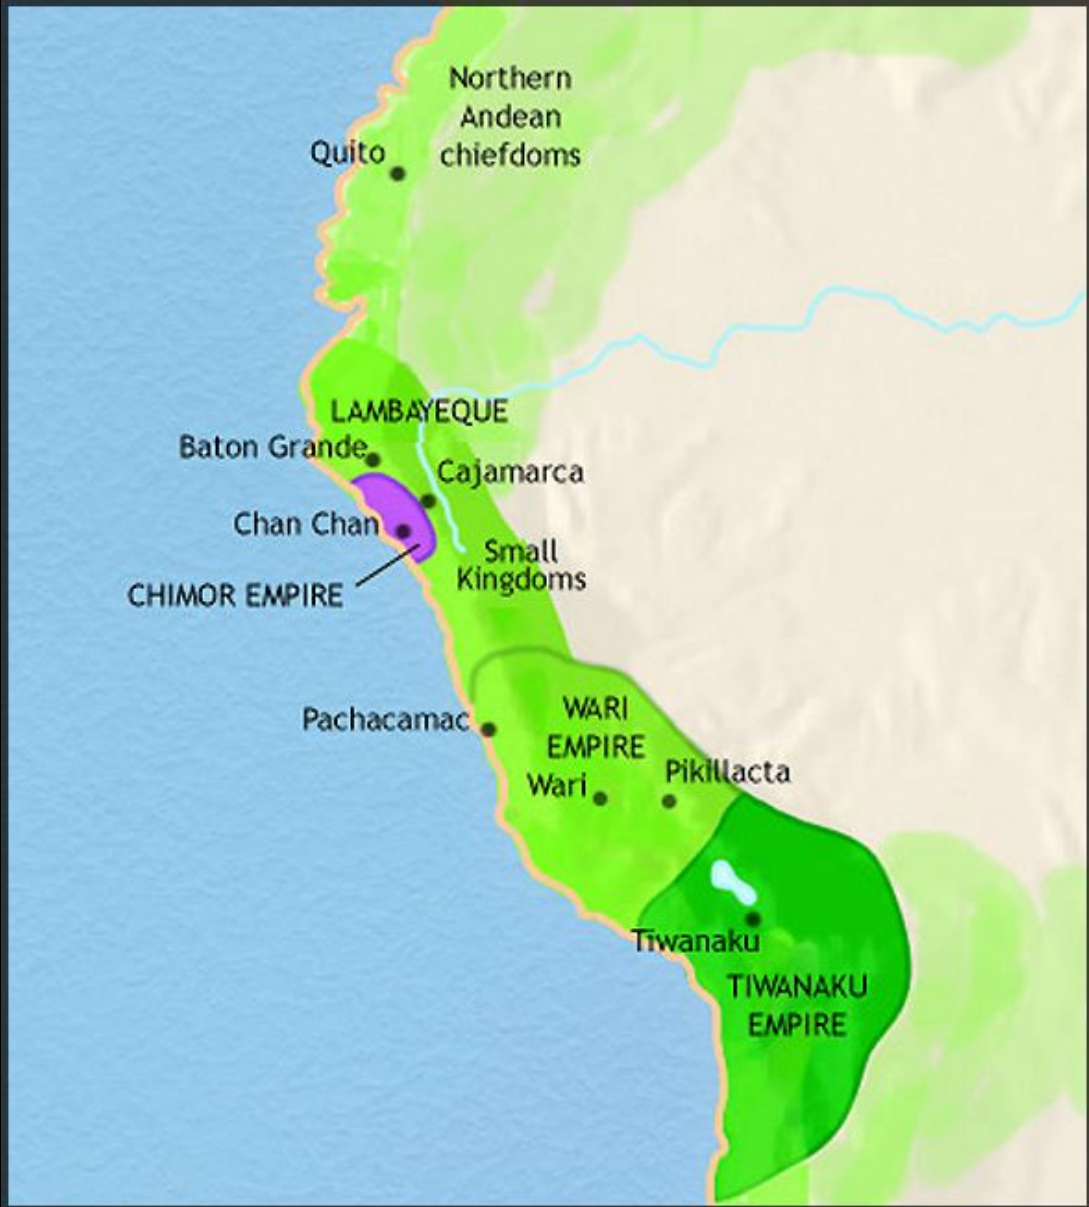 Northern
Andean
chiefdoms
Quito
LAMBAYEQUE
Baton Grande
Cajamarca
Chan Chan
Small
Kingdoms
CHIMOR EMPIRE
WARI
EMPIRE
Pachacamac
Pikillacta
Wari
Tiwanaku
TIWANAKU
EMPIRE